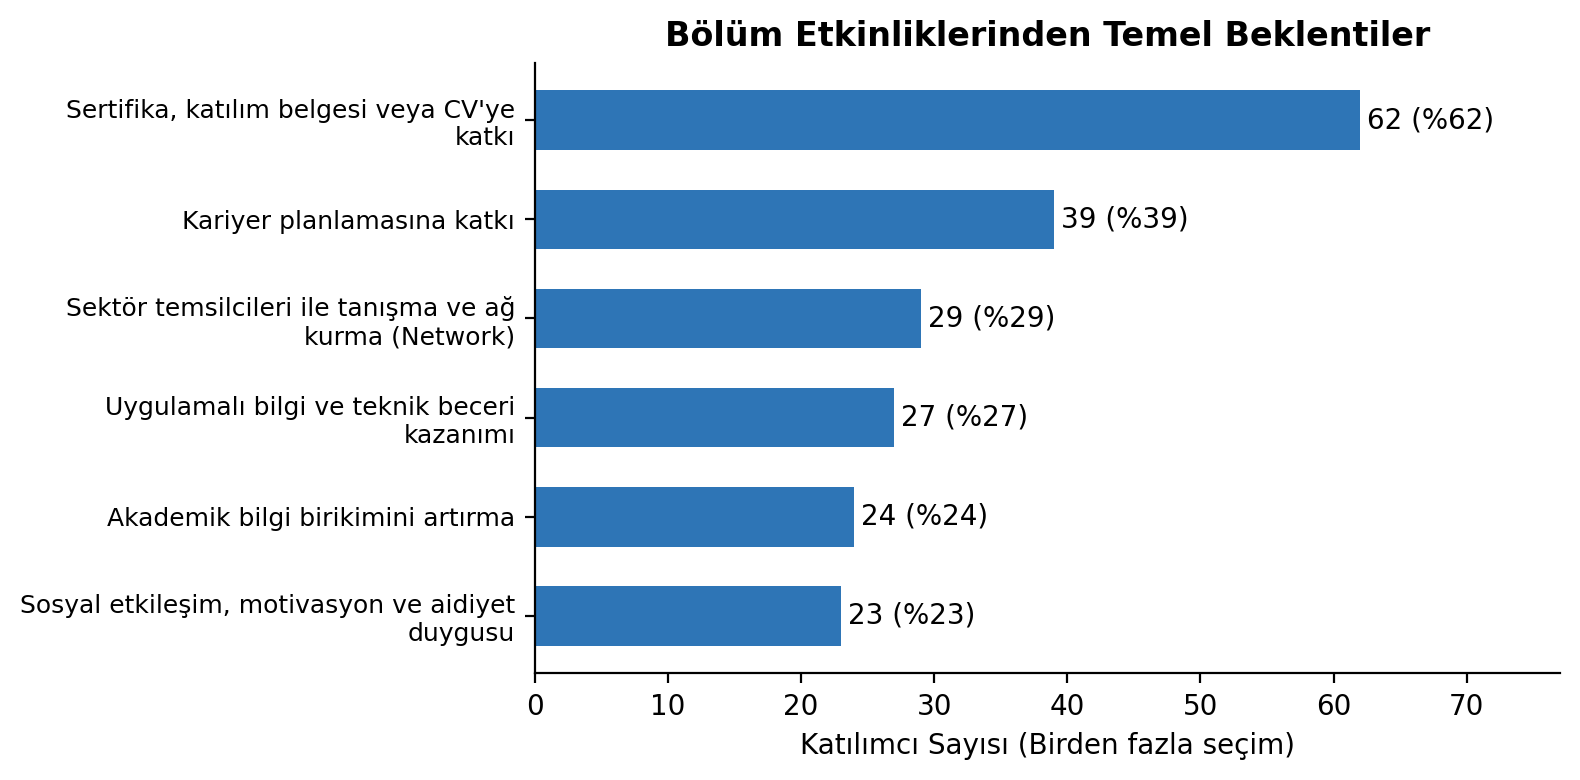 Bölüm Etkinliklerinden Temel Beklentiler
Sertifika, katılım belgesi veya CV'ye
katkı
62 (%62)
Kariyer planlamasına katkı
39 (%39)
Sektör temsilcileri ile tanışma ve ağ
kurma (Network)
29 (%29)
Uygulamalı bilgi ve teknik beceri
kazanımı
27 (%27)
Akademik bilgi birikimini artırma
24 (%24)
Sosyal etkileşim, motivasyon ve aidiyet
duygusu
23 (%23)
0 10 20 30 40 50 60 70
Katılımcı Sayısı (Birden fazla seçim)